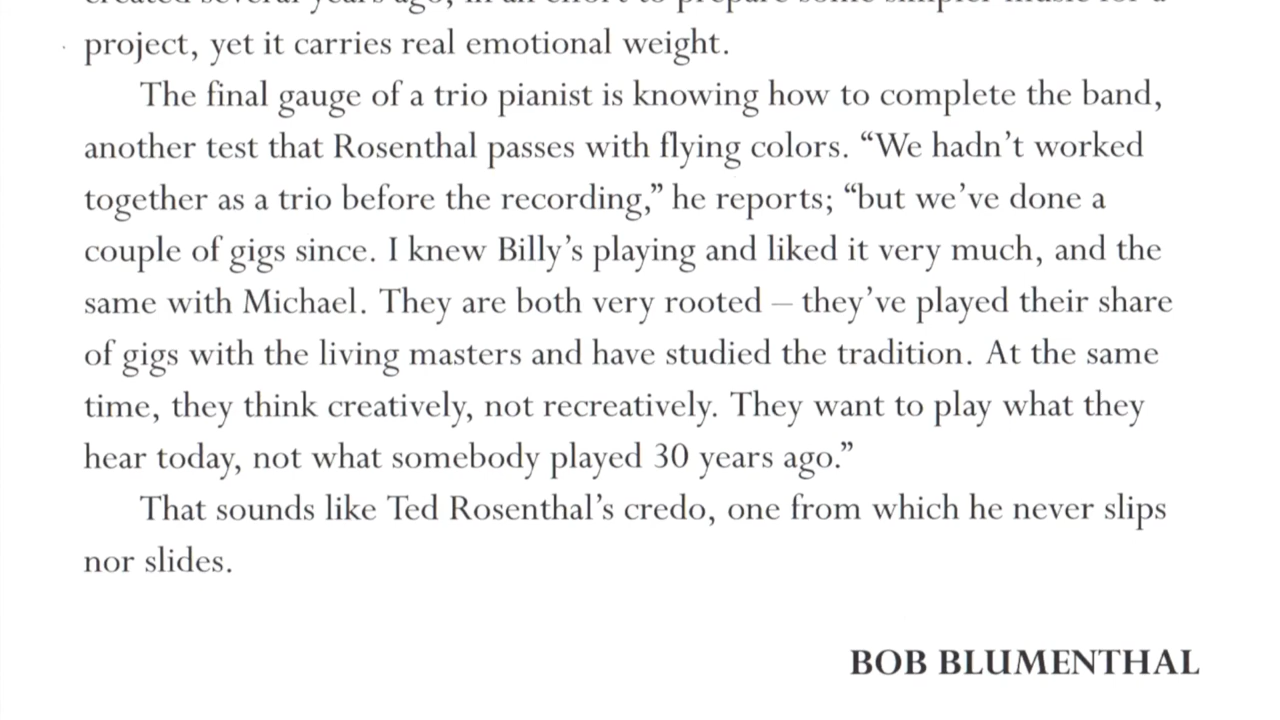 project, yet it carries real emotional weight.
The final gauge of a trio pianist is knowing how to complete the band,
another test that Rosenthal passes with flying colors. “We hadn’t worked
together as a trio before the recording,” he reports; “but we’ve done a
couple of gigs since. I knew Billy’s playing and liked it very much, and the
same with Michael. They are both very rooted – they’ve played their share
of gigs with the living masters and have studied the tradition. At the same
time, they think creatively, not recreatively. They want to play what they
hear today, not what somebody played 30 years ago.”
That sounds like Ted Rosenthal’s credo, one from which he never slips
nor slides.
BOB BLUMENTHAL